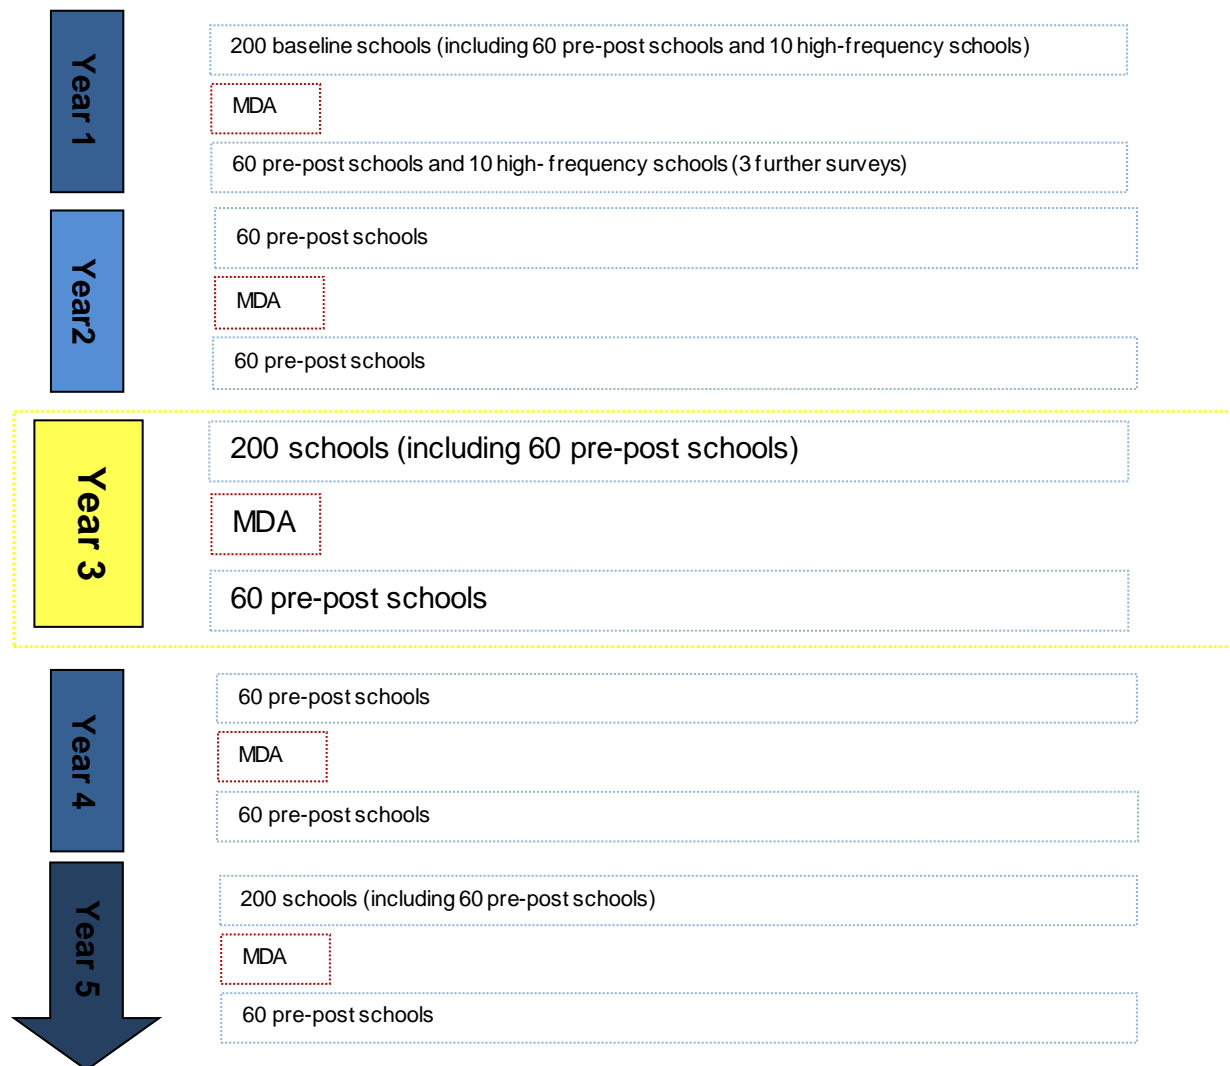 Year 1
200 baseline schools (including 60 pre-post schools and 10 high-frequency schools)
MDA
60 pre-post schools and 10 high- frequency schools (3 further surveys)
Year2
60 pre-post schools
MDA
60 pre-post schools
Year 3
200 schools (including 60 pre-post schools)
MDA
60 pre-post schools
Year 4
60 pre-post schools
MDA
60 pre-post schools
Year 5
200 schools (including 60 pre-post schools)
MDA
60 pre-post schools